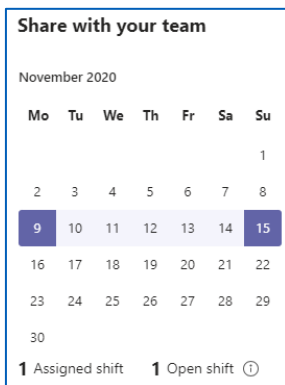 Share with your team
November 2020
Mo Tu We Th Fr Sa Su
1
2 3 4 5 6 7 8
9 10 11 12 13 14 15
16 17 18 19 20 21 22
23 24 25 26 27 28 29
30
1 Assigned shift 1 Open shift